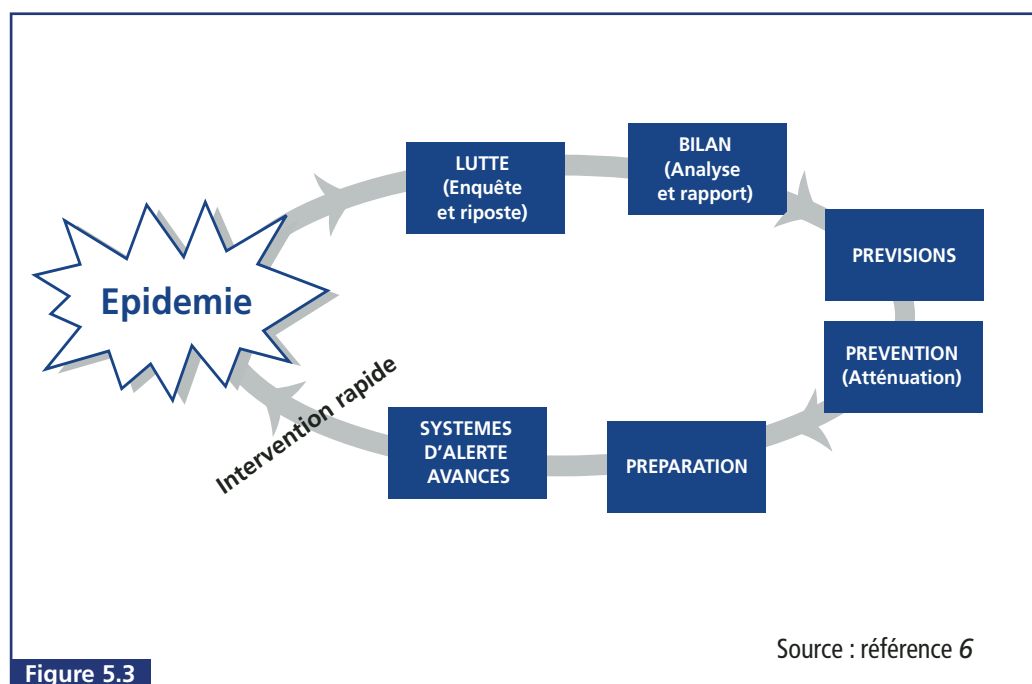 LUTTE
(Enquête
et riposte)
BILAN
(Analyse
et rapport)
PREVISIONS
Epidemie
PREVENTION
(Atténuation)
Intervention rapide
SYSTEMES
D’ALERTE
AVANCES
PREPARATION
Source : référence 6
Figure 5.3